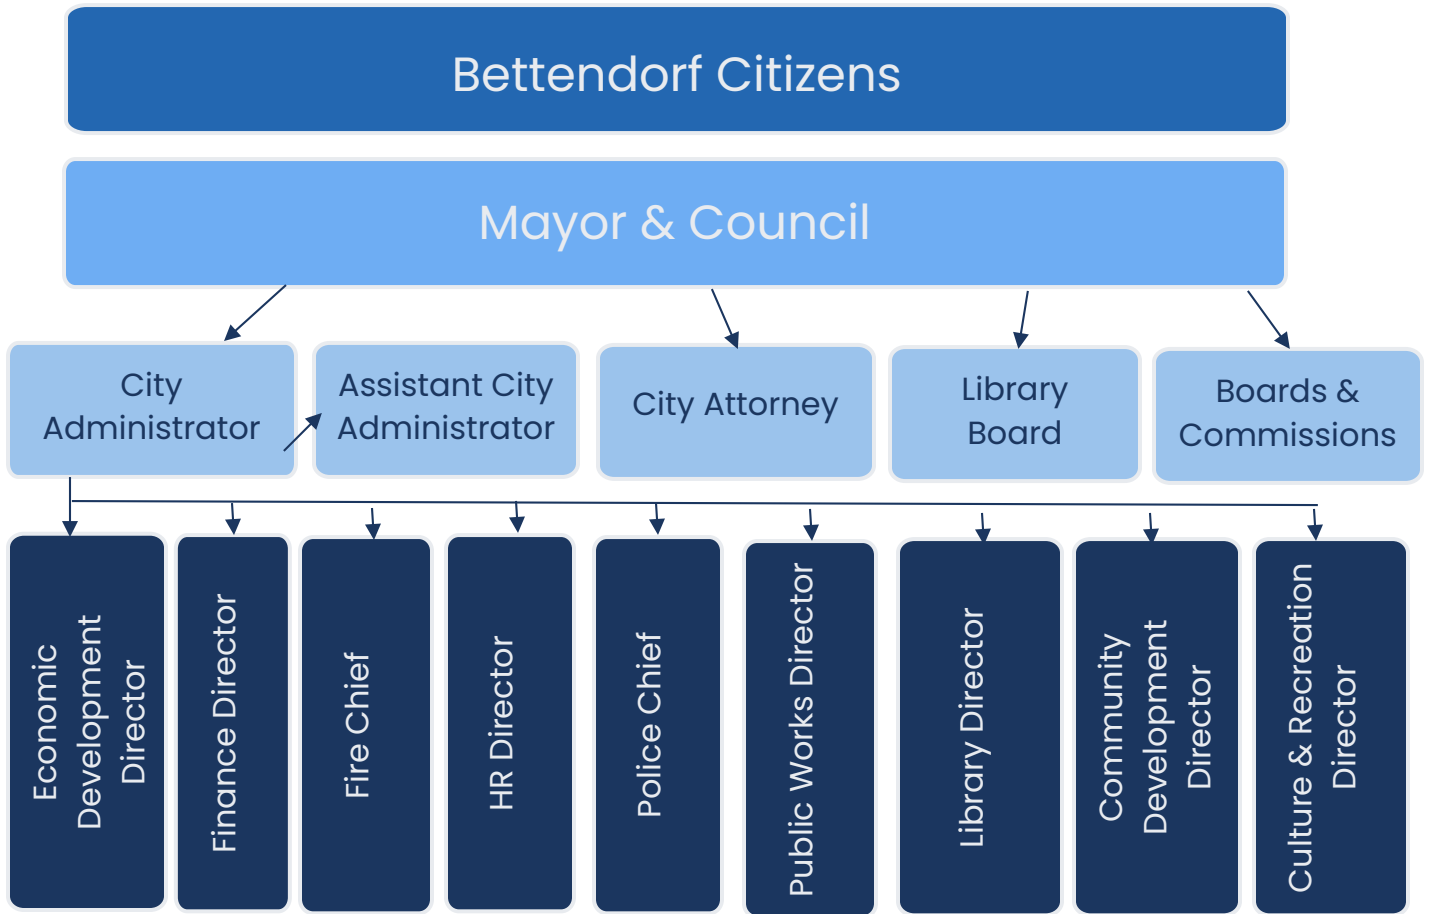 Bettendorf Citizens
Mayor & Council
City
Administrator
Assistant City
Administrator
City Attorney
Library
Board
Boards &
Commissions
Economic
Development
Director
Finance Director
Fire Chief
HR Director
Police Chief
Public Works Director
Library Director
Community
Development
Director
Culture & Recreation
Director